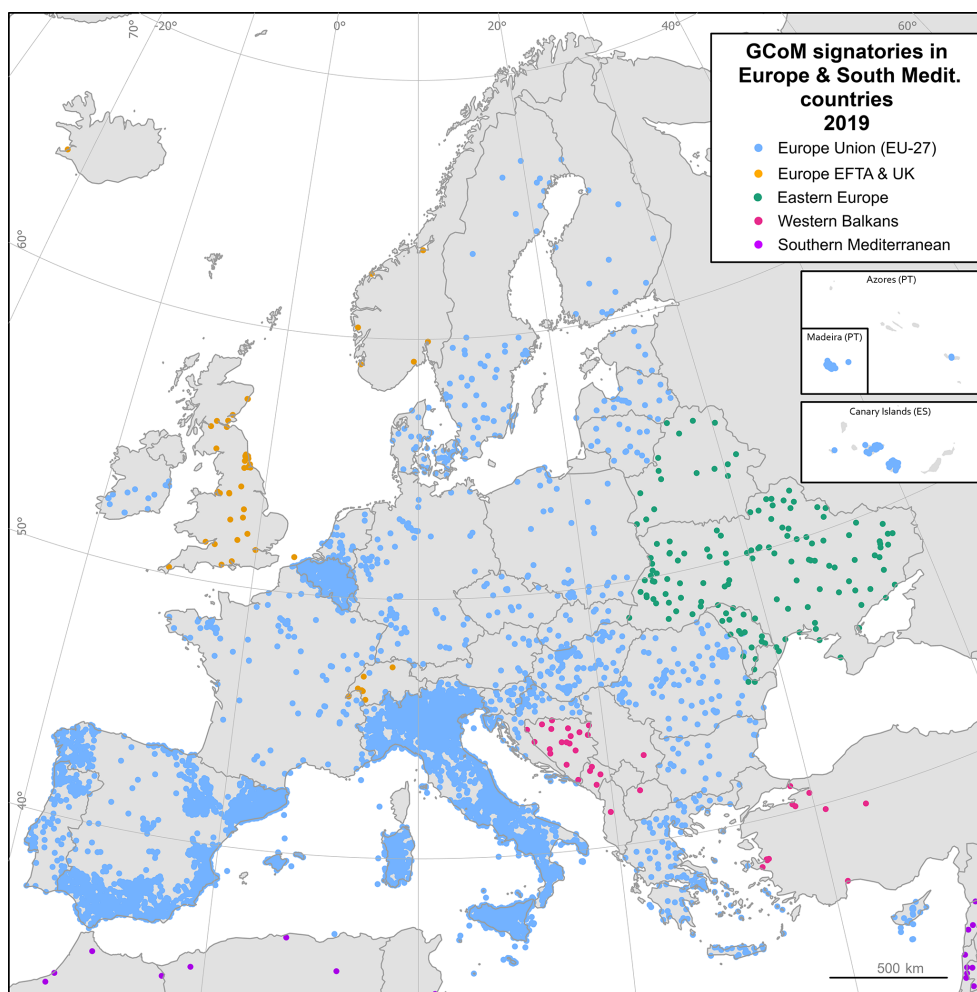 70°
-20°
0°
20°
40°
60°
GCoM signatories in
Europe & South Medit.
countries
2019
Europe Union (EU-27)
Europe EFTA & UK
Eastern Europe
Western Balkans
Southern Mediterranean
60°
Azores (PT)
Madeira (PT)
Canary Islands (ES)
50°
40°
500 km